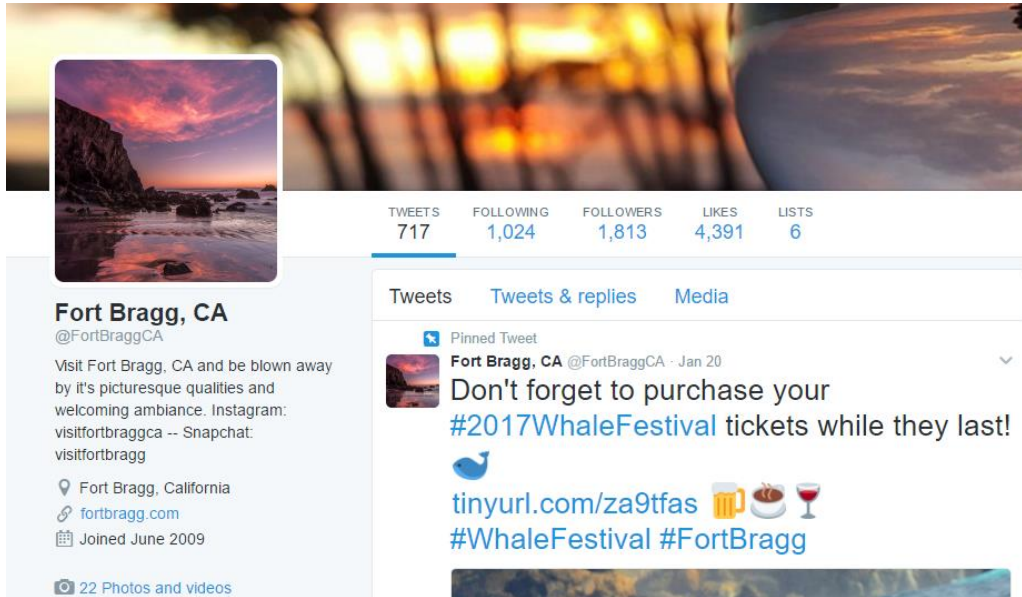 TWEETS FOLLOWING FOLLOWERS LIKES LISTS
717 1,024 1,813 4,391 6
Fort Bragg, CA
@FortBraggCA
Visit Fort Bragg, CA and be blown away
by it's picturesque qualities and
welcoming ambiance. Instagram:
visitfortbraggca -- Snapchat:
visitfortbragg
Fort Bragg, California
fortbragg.com
Joined June 2009
22 Photos and videos
Tweets Tweets & replies Media
Pinned Tweet
Fort Bragg, CA @FortBraggCA · Jan 20
Don't forget to purchase your
#2017WhaleFestival tickets while they last!
🐳
tinyurl.com/za9tfas 🍺☕🍷
#WhaleFestival #FortBragg